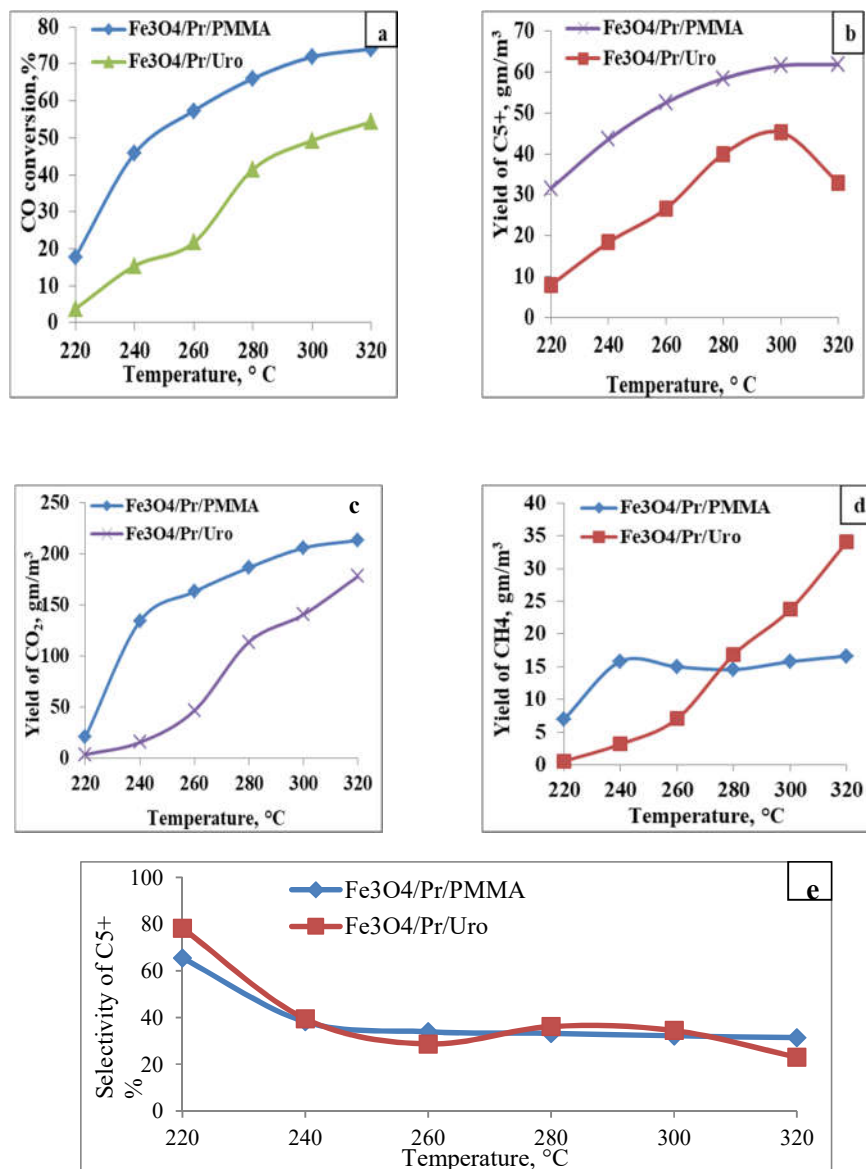 a
Fe3O4/Pr/PMMA
Fe3O4/Pr/Uro
CO conversion,%
80
70
60
50
40
30
20
10
0
220 240 260 280 300 320
Temperature, ° C
b
Fe3O4/Pr/PMMA
Fe3O4/Pr/Uro
Yield of C5+, gm/m³
70
60
50
40
30
20
10
0
220 240 260 280 300 320
Temperature, ° C
c
Fe3O4/Pr/PMMA
Fe3O4/Pr/Uro
Yield of CO₂, gm/m³
250
200
150
100
50
0
220 240 260 280 300 320
Temperature, °C
d
Fe3O4/Pr/PMMA
Fe3O4/Pr/Uro
Yield of CH4, gm/m³
40
35
30
25
20
15
10
5
0
220 240 260 280 300 320
Temperature, °C
e
Fe3O4/Pr/PMMA
Fe3O4/Pr/Uro
Selectivity of C5+
%
100
80
60
40
20
0
220 240 260 280 300 320
Temperature, °C